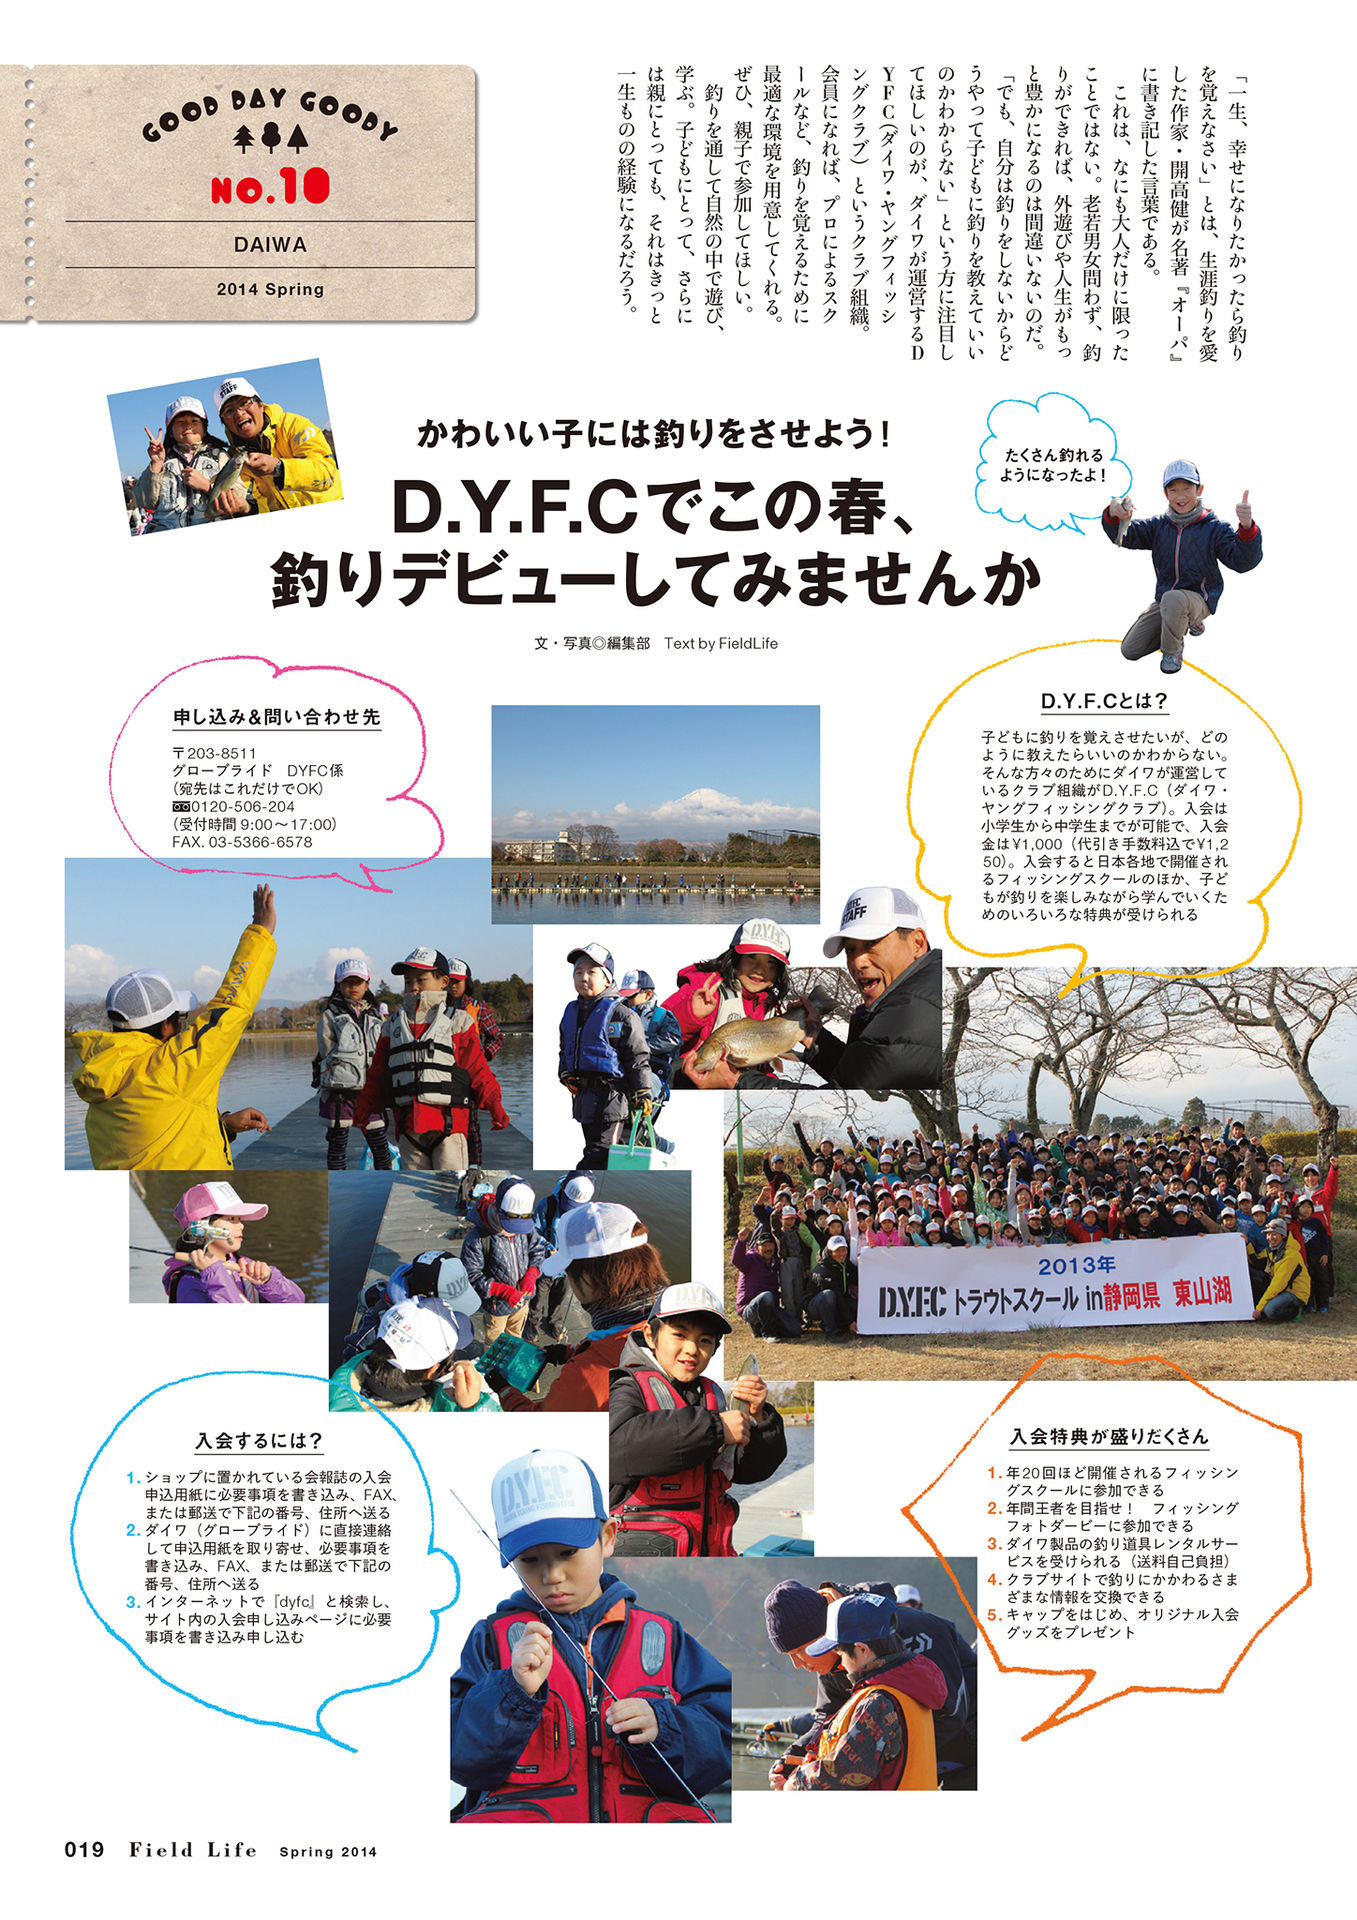 GOOD DAY GOODY
NO.10
DAIWA
2014 Spring
「一生、幸せになりたかったら釣り
を覚えなさい」とは、生涯釣りを愛
した作家・開高健が名著『オーパ』
に書き記した言葉である。
これは、なにも大人だけに限った
ことではない。老若男女問わず、釣
りができれば、外遊びや人生がもっ
と豊かになるのは間違いないのだ。
「でも、自分は釣りをしないからど
うやって子どもに釣りを教えていい
のかわからない」という方に注目し
てほしいのが、ダイワが運営するD
YFC(ダイワ・ヤングフィッシ
ングクラブ）というクラブ組織。
会員になれば、プロによるスク
ールなど、釣りを覚えるために
最適な環境を用意してくれる。
ぜひ、親子で参加してほしい。
釣りを通して自然の中で遊び、
学ぶ。子どもにとって、さらに
は親にとっても、それはきっと
一生ものの経験になるだろう。
かわいい子には釣りをさせよう！
D.Y.F.Cでこの春、
釣りデビューしてみませんか
文・写真◎編集部　Text by FieldLife
たくさん釣れる
ようになったよ！
申し込み＆問い合わせ先
〒203-8511
グローブライド　DYFC係
（宛先はこれだけでOK）
0120-506-204
（受付時間 9:00〜17:00）
FAX. 03-5366-6578
D.Y.F.Cとは？
子どもに釣りを覚えさせたいが、どの
ように教えたらいいのかわからない。
そんな方々のためにダイワが運営して
いるクラブ組織がD.Y.F.C（ダイワ・
ヤングフィッシングクラブ）。入会は
小学生から中学生までが可能で、入会
金は¥1,000（代引き手数料込で¥1,2
50）。入会すると日本各地で開催され
るフィッシングスクールのほか、子ど
もが釣りを楽しみながら学んでいくた
めのいろいろな特典が受けられる
DYFC
STAFF
D.Y.F.C
2013年
D.Y.F.C トラウトスクール in静岡県 東山湖
入会するには？
1. ショップに置かれている会報誌の入会
申込用紙に必要事項を書き込み、FAX、
または郵送で下記の番号、住所へ送る
2. ダイワ（グローブライド）に直接連絡
して申込用紙を取り寄せ、必要事項を
書き込み、FAX、または郵送で下記の
番号、住所へ送る
3. インターネットで『dyfc』と検索し、
サイト内の入会申し込みページに必要
事項を書き込み申し込む
入会特典が盛りだくさん
1. 年20回ほど開催されるフィッシン
グスクールに参加できる
2. 年間王者を目指せ！　フィッシング
フォトダービーに参加できる
3. ダイワ製品の釣り道具レンタルサー
ビスを受けられる（送料自己負担）
4. クラブサイトで釣りにかかわるさま
ざまな情報を交換できる
5. キャップをはじめ、オリジナル入会
グッズをプレゼント
D.Y.F.C
DAIWA YOUNG FISHING CLUB
019 Field Life Spring 2014